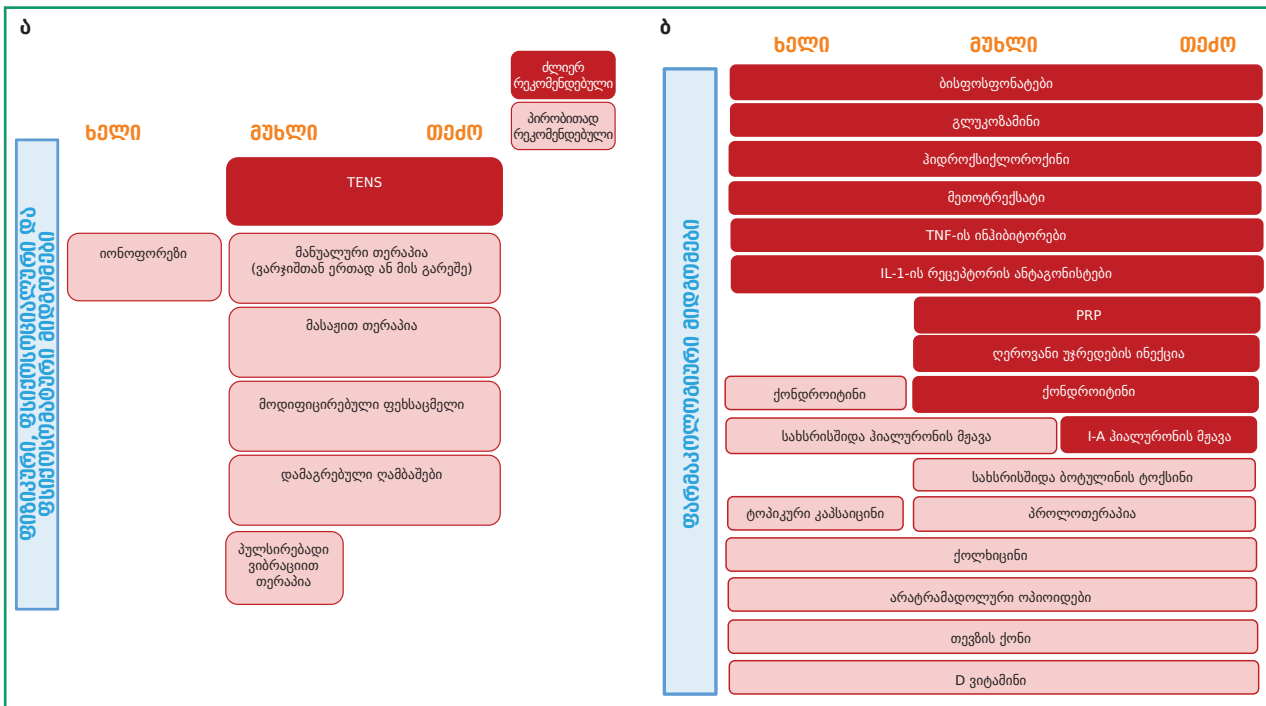 ა
ძლიერ
რეკომენდებული
პირობითად
რეკომენდებული
ხელი მუხლი თეძო
ფიზიკური, ფსიქოსოციალური და
ფსიქოსომატური მიდგომები
TENS
იონოფორეზი
მანუალური თერაპია
(ვარჯიშთან ერთად ან მის გარეშე)
მასაჟით თერაპია
მოდიფიცირებული ფეხსაცმელი
დამაგრებული ღამბაშები
პულსირებადი
ვიბრაციით
თერაპია
ბ
ხელი მუხლი თეძო
ფარმაკოლოგიური მიდგომები
ბისფოსფონატები
გლუკოზამინი
ჰიდროქსიქლოროქინი
მეთოტრექსატი
TNF-ის ინჰიბიტორები
IL-1-ის რეცეპტორის ანტაგონისტები
PRP
ღეროვანი უჯრედების ინექცია
ქონდროიტინი ქონდროიტინი
სახსრისშიდა ჰიალურონის მჟავა I-A ჰიალურონის მჟავა
სახსრისშიდა ბოტულინის ტოქსინი
ტოპიკური კაპსაიცინი პროლოთერაპია
ქოლხიცინი
არატრამადოლური ოპიოიდები
თევზის ქონი
D ვიტამინი